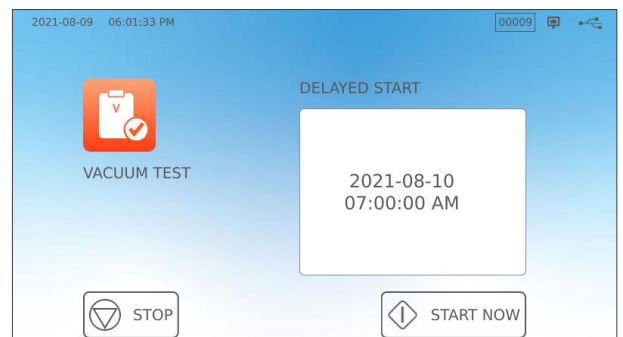 2021-08-09 06:01:33 PM 00009
DELAYED START
V
VACUUM TEST
2021-08-10
07:00:00 AM
STOP
START NOW